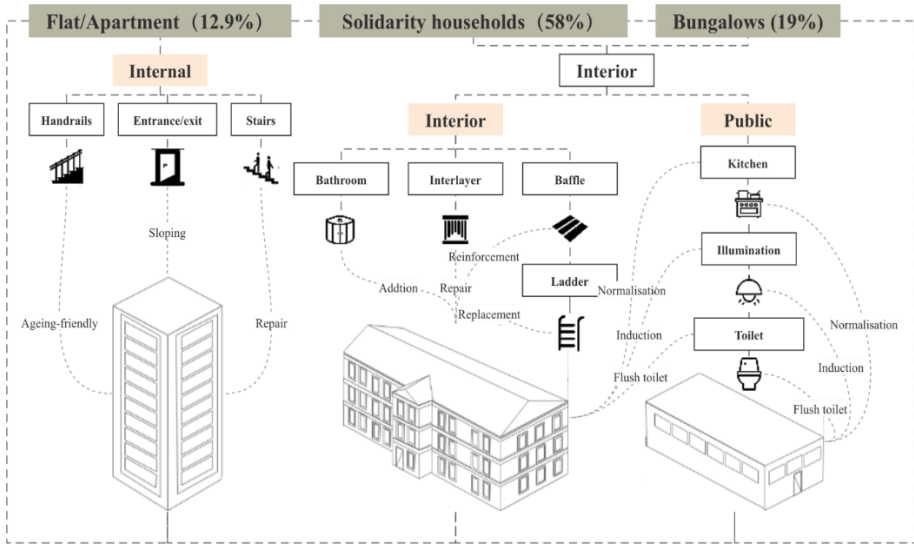 Flat/Apartment (12.9%)
Solidarity households (58%)
Bungalows (19%)
Interior
Internal
Handrails
Entrance/exit
Stairs
Interior
Public
Bathroom
Interlayer
Baffle
Kitchen
Sloping
Reinforcement
Illumination
Ladder
Addtion
Repair
Normalisation
Replacement
Ageing-friendly
Repair
Induction
Toilet
Normalisation
Flush toilet
Induction
Flush toilet